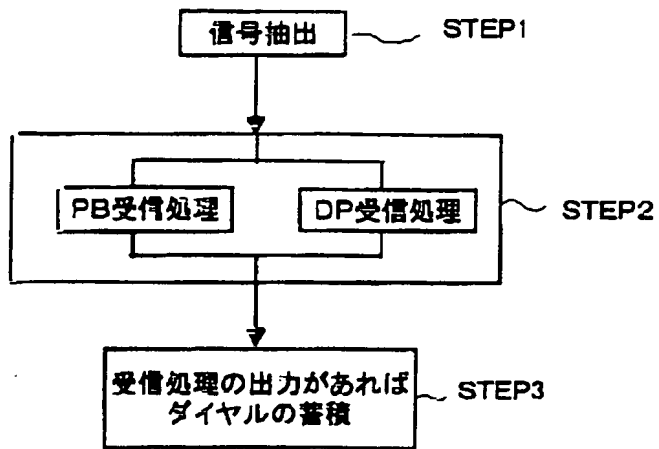 信号抽出
STEP1
PB受信処理
DP受信処理
STEP2
受信処理の出力があれば
ダイヤルの蓄積
STEP3